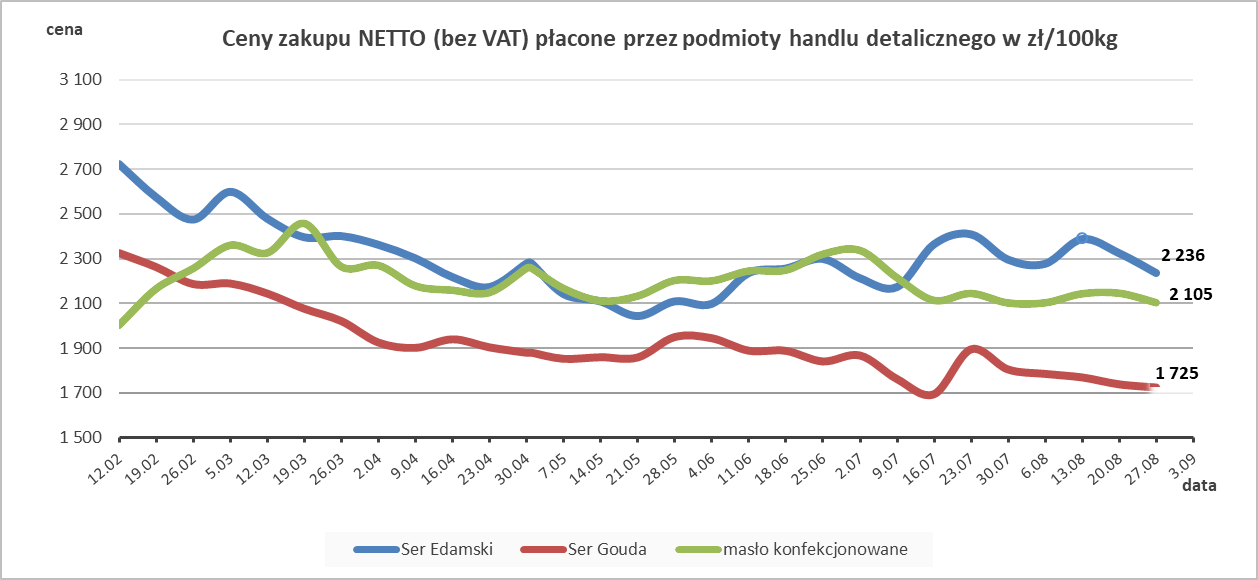 cena
Ceny zakupu NETTO (bez VAT) płacone przez podmioty handlu detalicznego w zł/100kg
3 100
2 900
2 700
2 500
2 300
2 100
1 900
1 700
1 500
2 236
2 105
1 725
12.02 19.02 26.02 5.03 12.03 19.03 26.03 2.04 9.04 16.04 23.04 30.04 7.05 14.05 21.05 28.05 4.06 11.06 18.06 25.06 2.07 9.07 16.07 23.07 30.07 6.08 13.08 20.08 27.08 3.09
data
Ser Edamski Ser Gouda masło konfekcjonowane